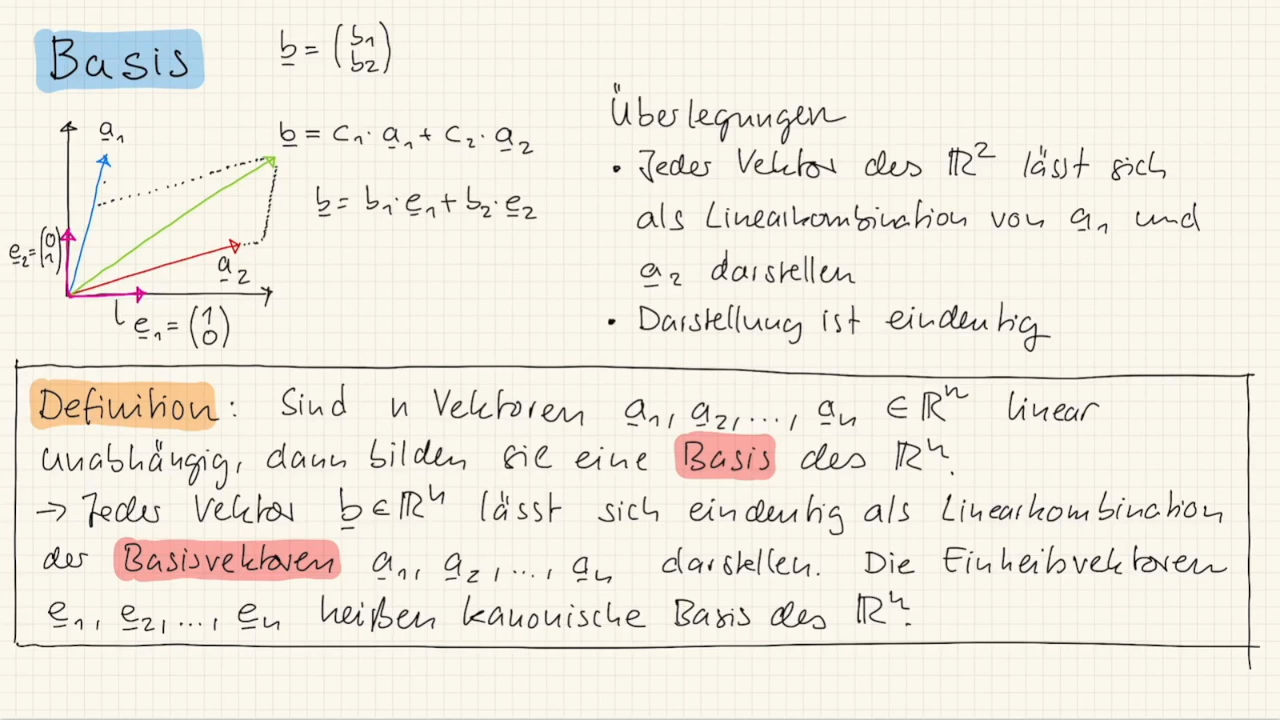 Basis
b = (b1 b2)
a1
b = c1 · a1 + c2 · a2
b = b1 · e1 + b2 · e2
e2 = (0 1)
a2
e1 = (1 0)
Überlegungen
• Jeder Vektor des ℝ² lässt sich
als Linearkombination von a1 und
a2 darstellen
• Darstellung ist eindeutig
Definition: Sind n Vektoren a1, a2, ..., an ∈ ℝⁿ linear
unabhängig, dann bilden sie eine Basis des ℝⁿ.
→ Jeder Vektor b ∈ ℝⁿ lässt sich eindeutig als Linearkombination
der Basisvektoren a1, a2, ..., an darstellen. Die Einheitsvektoren
e1, e2, ..., en heißen kanonische Basis des ℝⁿ.